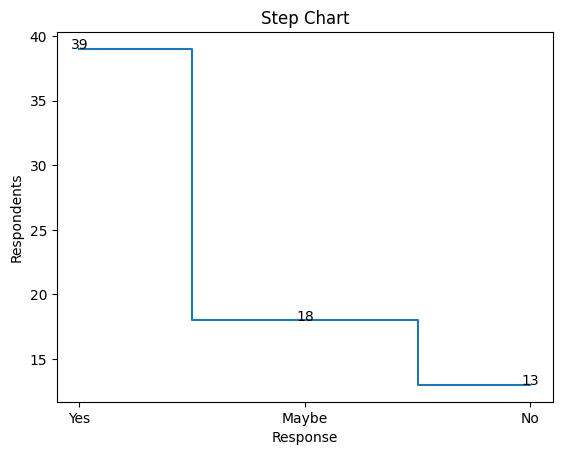 Step Chart
40
35
30
25
20
15
Respondents
39
18
13
Yes Maybe No
Response